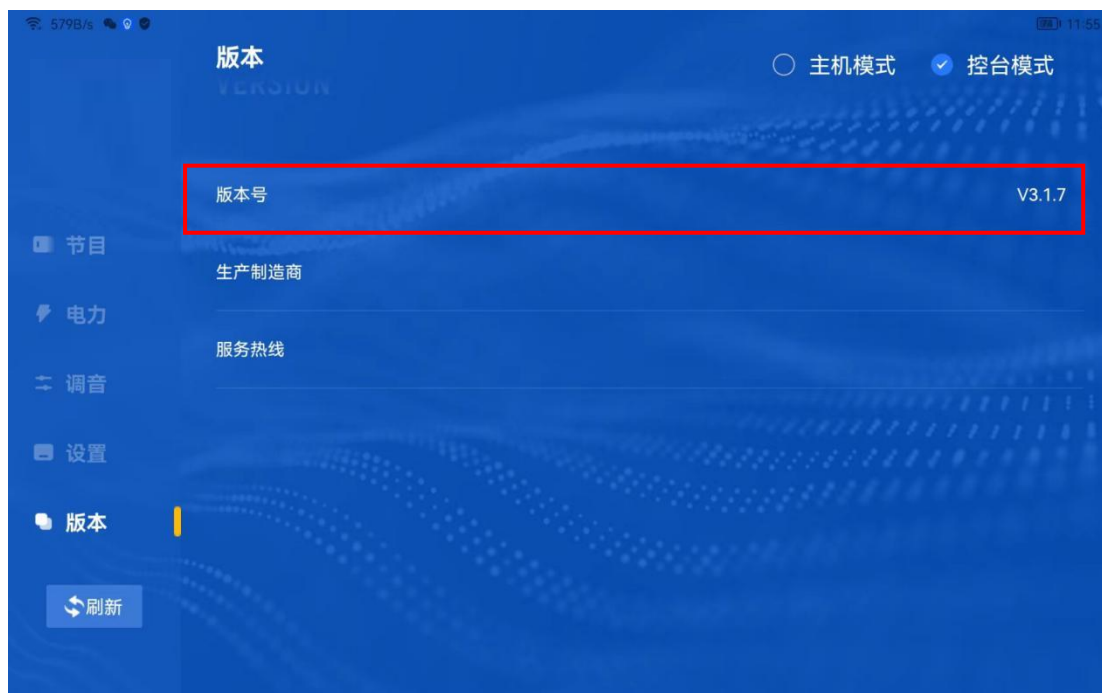 579B/s
11:55
版本
VERSION
主机模式
控台模式
版本号
V3.1.7
节目
生产制造商
电力
服务热线
调音
设置
版本
刷新